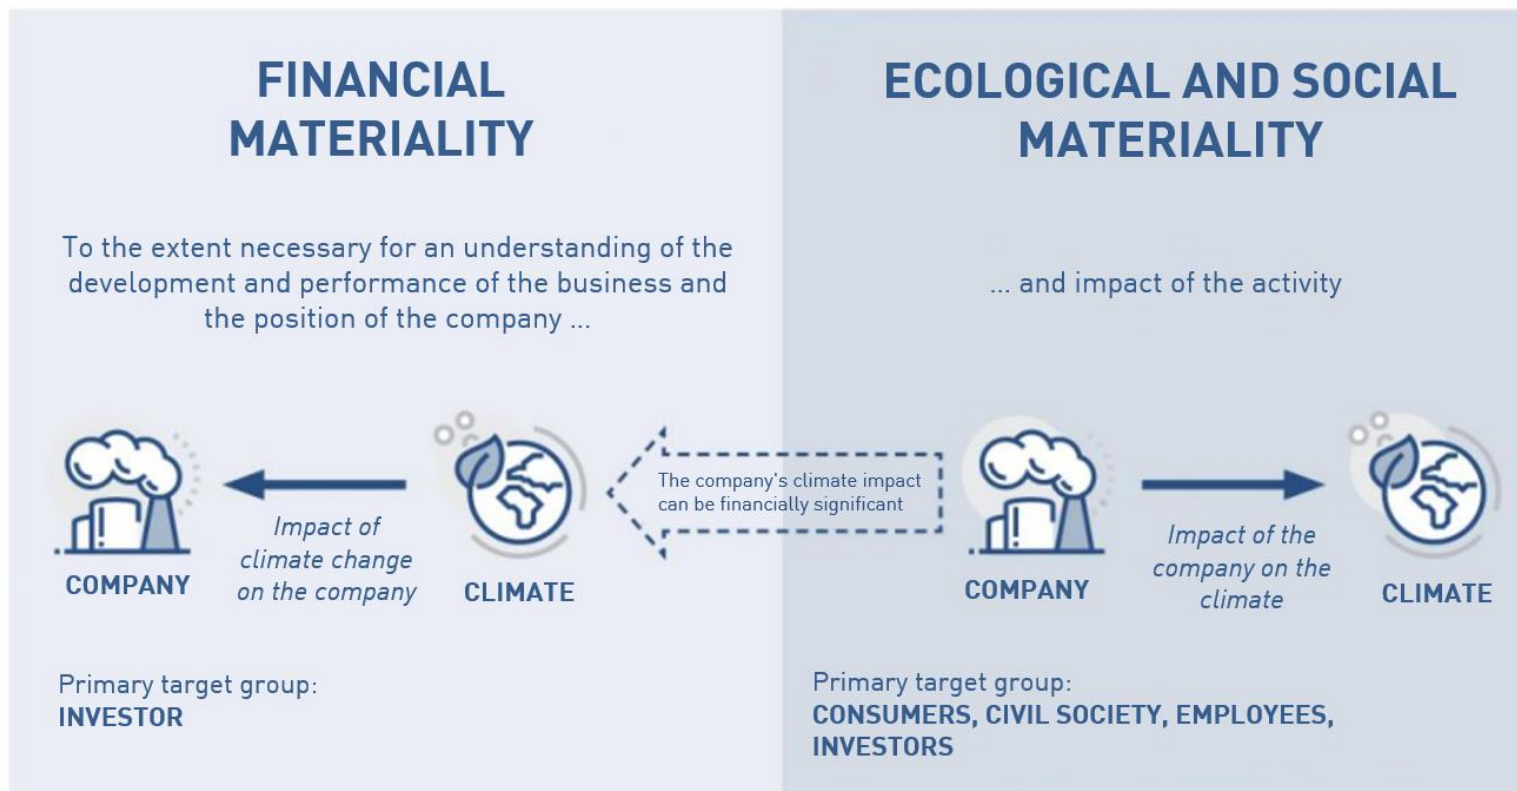 FINANCIAL
MATERIALITY
To the extent necessary for an understanding of the
development and performance of the business and
the position of the company ...
COMPANY
Impact of
climate change
on the company
CLIMATE
Primary target group:
INVESTOR
The company's climate impact
can be financially significant
ECOLOGICAL AND SOCIAL
MATERIALITY
... and impact of the activity
COMPANY
Impact of the
company on the
climate
CLIMATE
Primary target group:
CONSUMERS, CIVIL SOCIETY, EMPLOYEES,
INVESTORS